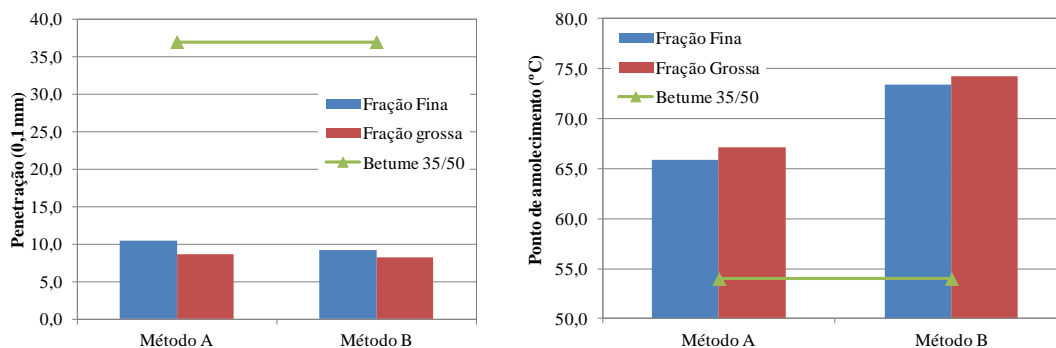 Penetração (0,1 mm)
40,0
35,0
30,0
25,0
20,0
15,0
10,0
5,0
0,0
Fração Fina
Fração grossa
Betume 35/50
Método A
Método B
Ponto de amolecimento (ºC)
80,0
75,0
70,0
65,0
60,0
55,0
50,0
Fração Fina
Fração Grossa
Betume 35/50
Método A
Método B